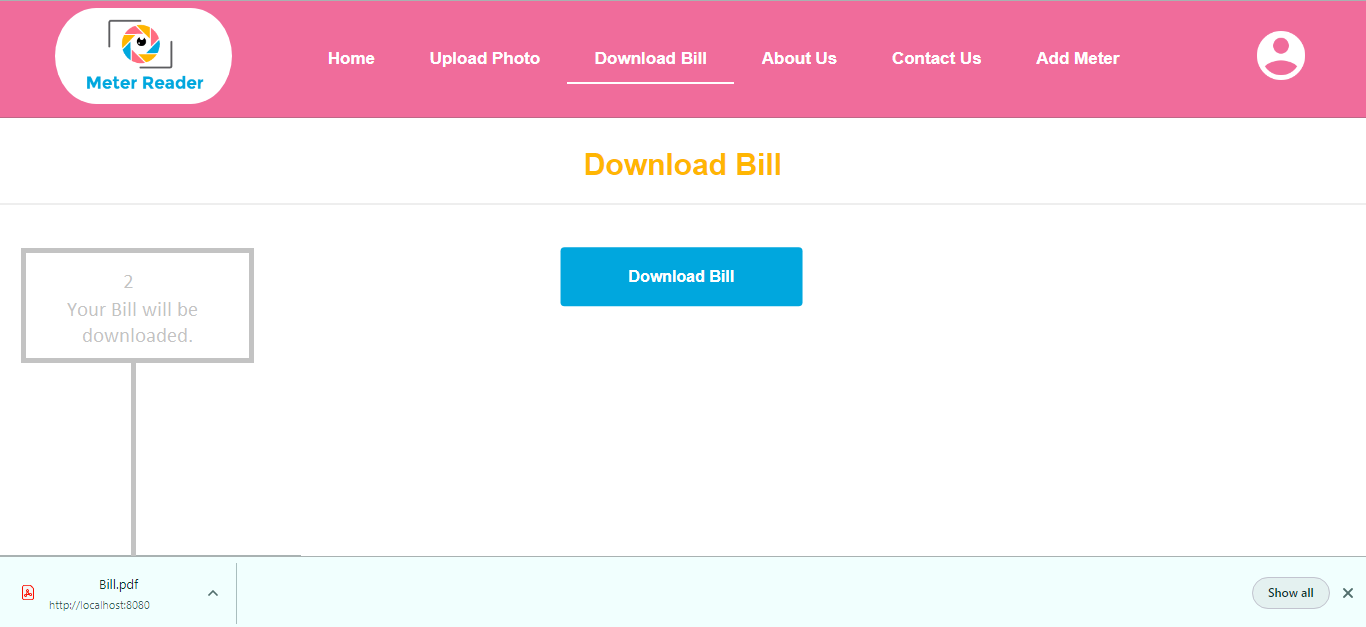 Meter Reader
Home Upload Photo Download Bill About Us Contact Us Add Meter
Download Bill
Download Bill
2
Your Bill will be
downloaded.
Bill.pdf
http://localhost:8080
Show all